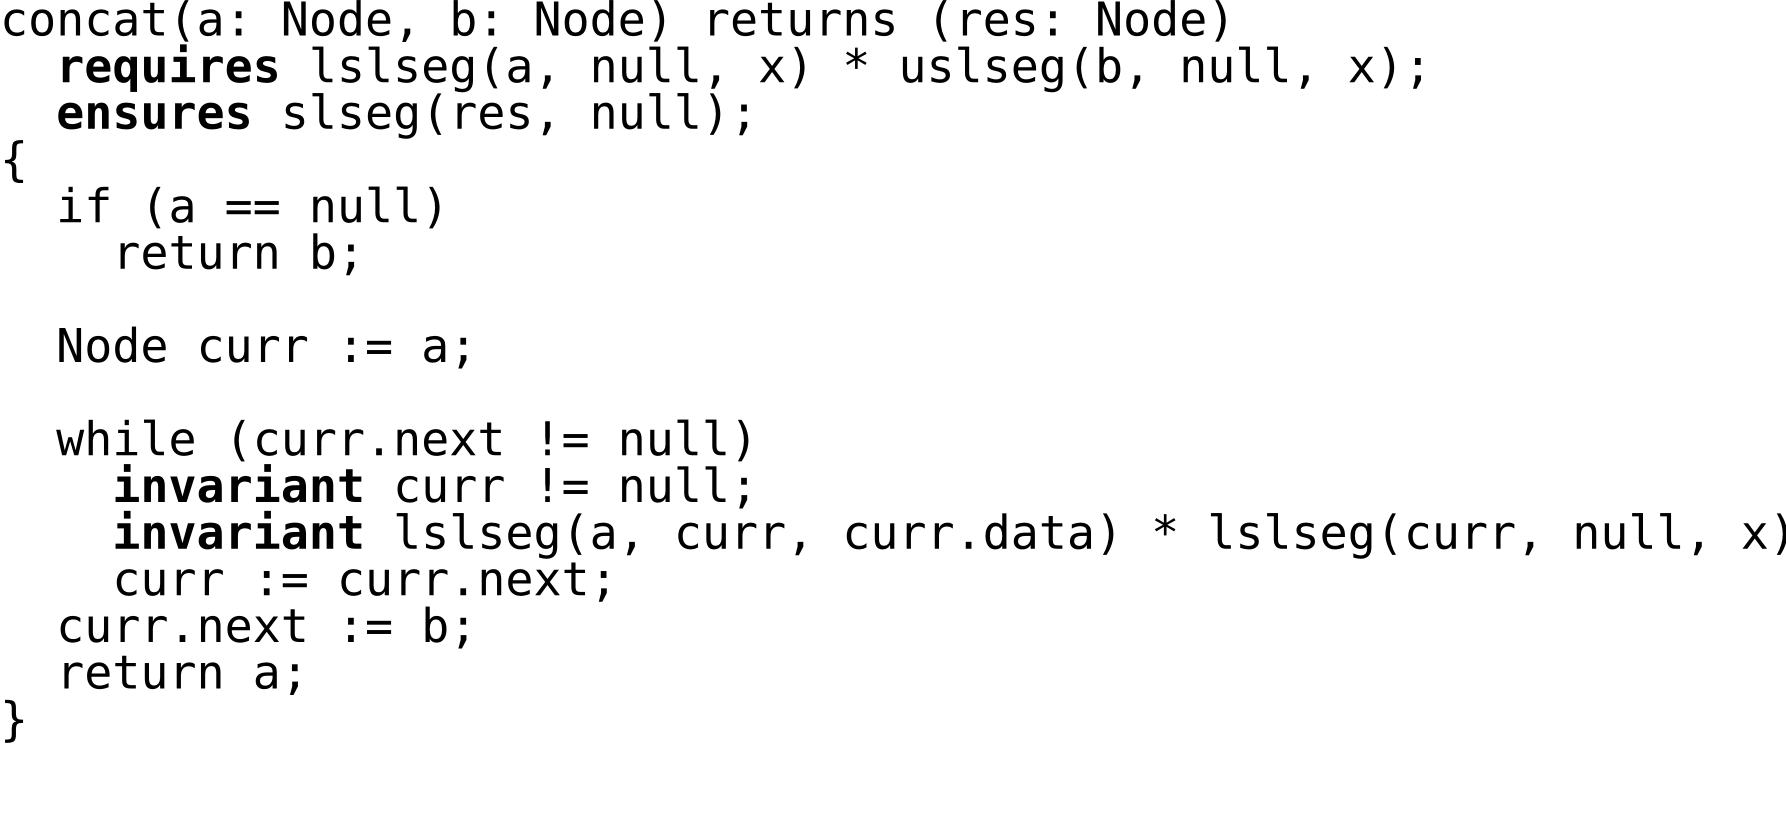 concat(a: Node, b: Node) returns (res: Node)
  requires lslseg(a, null, x) * uslseg(b, null, x);
  ensures slseg(res, null);
{
  if (a == null)
    return b;

  Node curr := a;

  while (curr.next != null)
    invariant curr != null;
    invariant lslseg(a, curr, curr.data) * lslseg(curr, null, x)
    curr := curr.next;
  curr.next := b;
  return a;
}